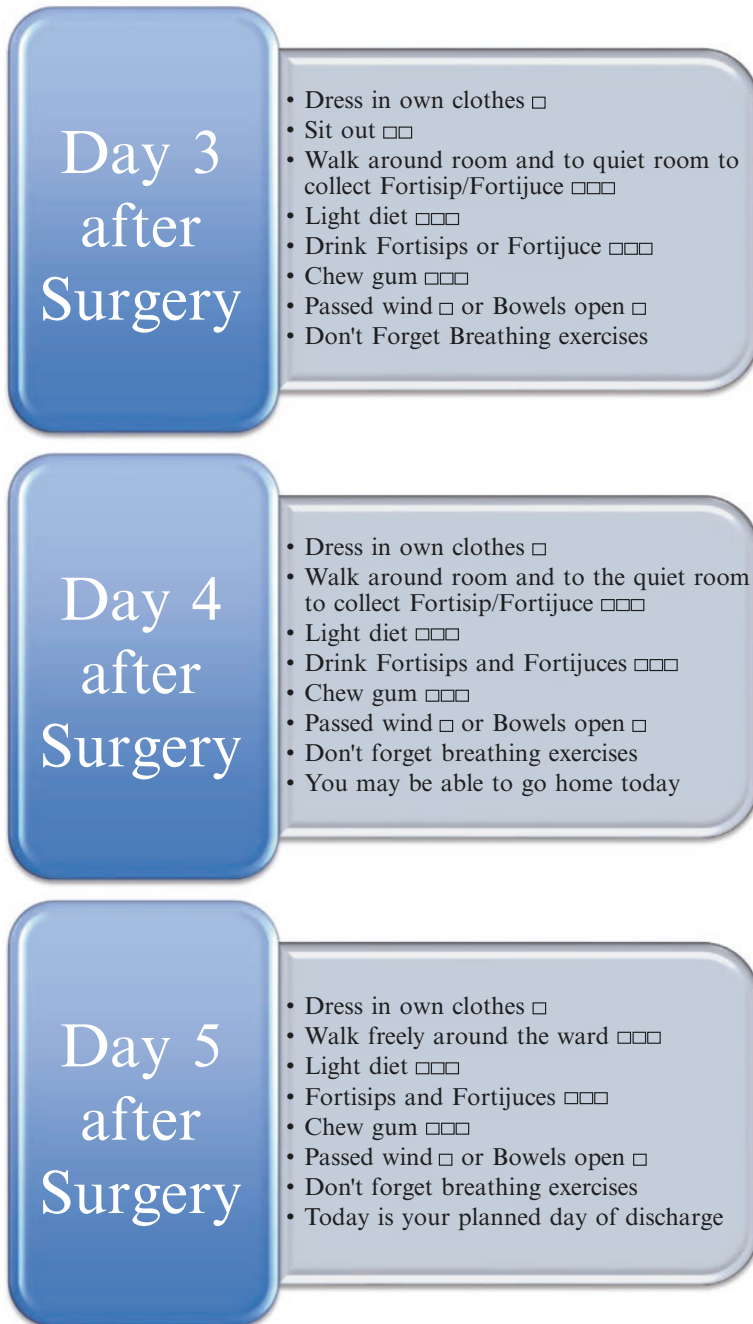 Day 3
after
Surgery
• Dress in own clothes □
• Sit out □□
• Walk around room and to quiet room to
collect Fortisip/Fortijuce □□□
• Light diet □□□
• Drink Fortisips or Fortijuce □□□
• Chew gum □□□
• Passed wind □ or Bowels open □
• Don't Forget Breathing exercises
Day 4
after
Surgery
• Dress in own clothes □
• Walk around room and to the quiet room
to collect Fortisip/Fortijuce □□□
• Light diet □□□
• Drink Fortisips and Fortijuces □□□
• Chew gum □□□
• Passed wind □ or Bowels open □
• Don't forget breathing exercises
• You may be able to go home today
Day 5
after
Surgery
• Dress in own clothes □
• Walk freely around the ward □□□
• Light diet □□□
• Fortisips and Fortijuces □□□
• Chew gum □□□
• Passed wind □ or Bowels open □
• Don't forget breathing exercises
• Today is your planned day of discharge